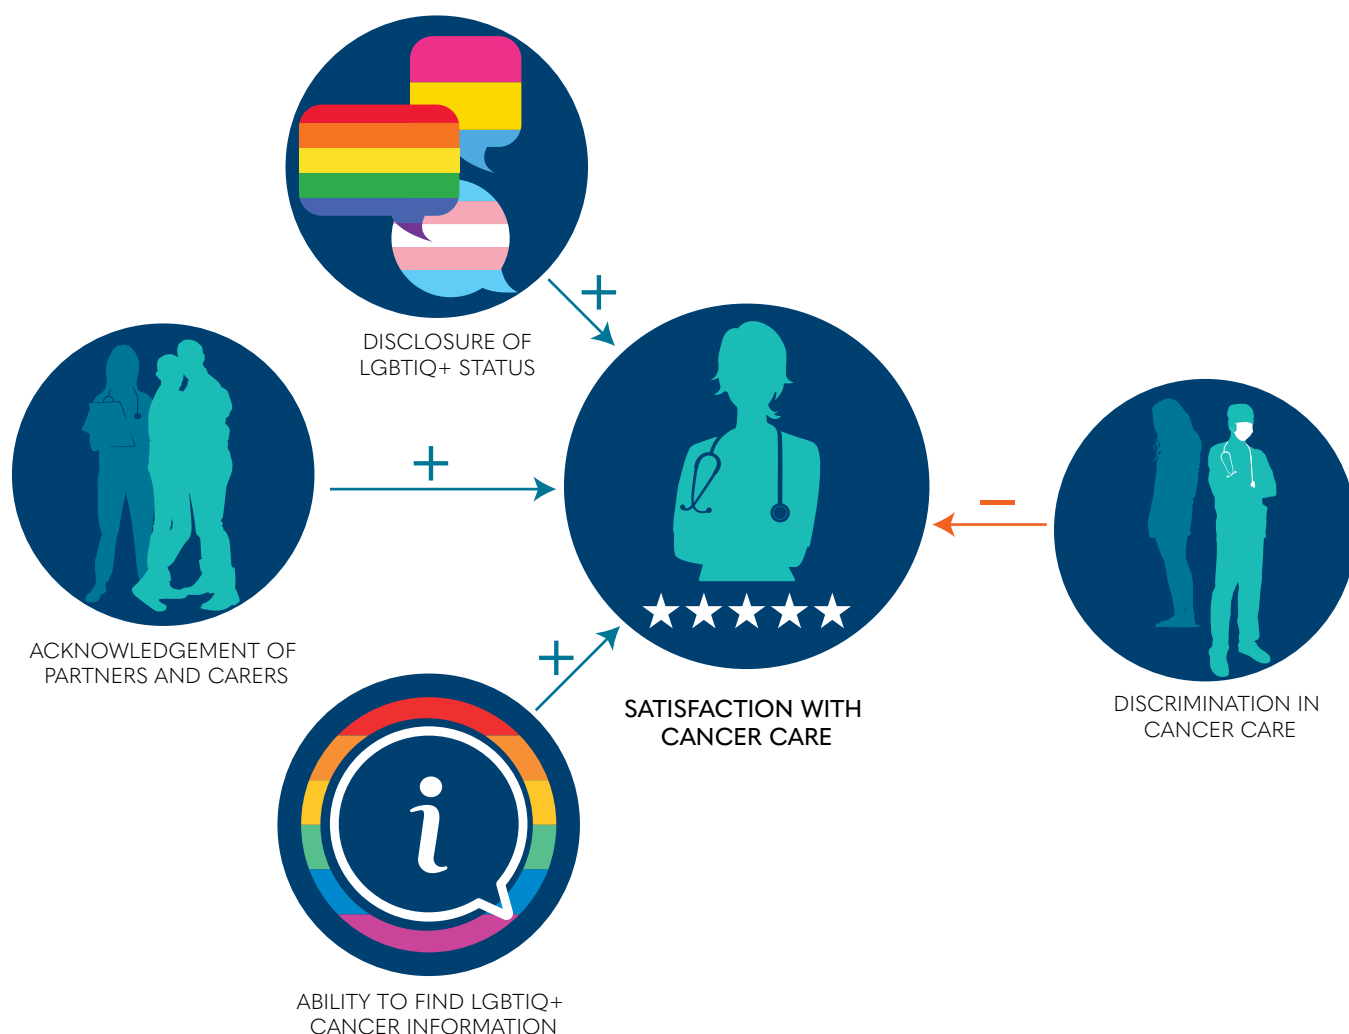 +
DISCLOSURE OF
LGBTIQ+ STATUS
+
−
ACKNOWLEDGEMENT OF
PARTNERS AND CARERS
+
SATISFACTION WITH
CANCER CARE
DISCRIMINATION IN
CANCER CARE
i
ABILITY TO FIND LGBTIQ+
CANCER INFORMATION